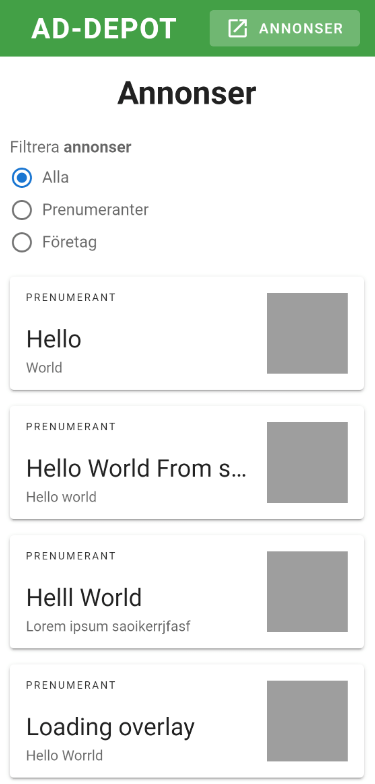 AD-DEPOT
ANNONSER
Annonser
Filtrera annonser
Alla
Prenumeranter
Företag
PRENUMERANT
Hello
World
PRENUMERANT
Hello World From s...
Hello world
PRENUMERANT
Helll World
Lorem ipsum saoikerrjfasf
PRENUMERANT
Loading overlay
Hello Worrld